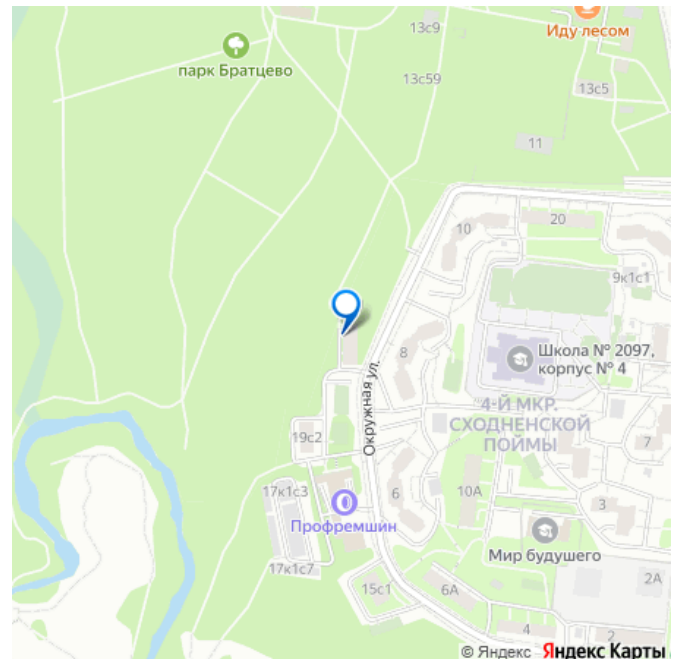 13с9
Иду лесом
парк Братцево
13с59
13с5
11
10
20
9к1с1
Школа № 2097,
корпус № 4
8
Окружная ул.
4-Й МКР.
СХОДНЕНСКОЙ
ПОЙМЫ
19с2
7
17к1с3
6
10А
3
Профремшин
Мир будушего
17к1с7
15с1
6А
2А
4
2
© Яндекс Яндекс Карты